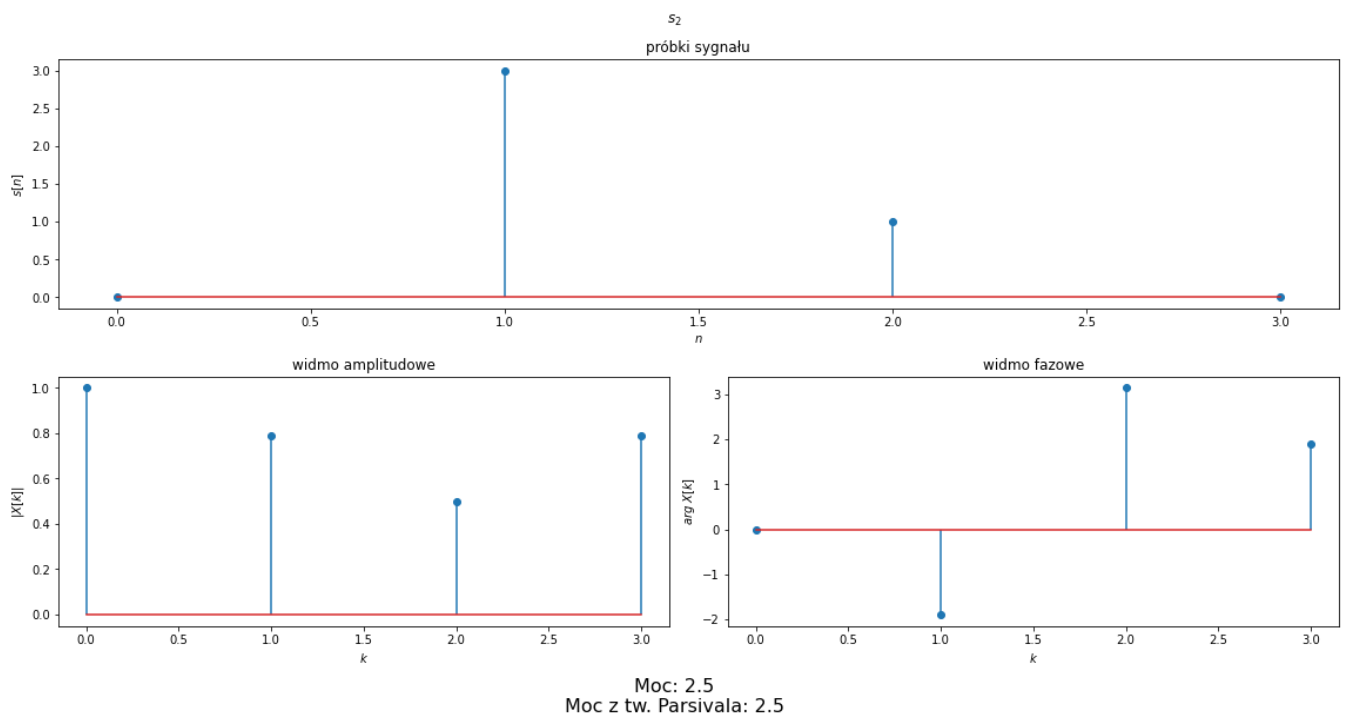 s₂
próbki sygnału
3.0
2.5
2.0
1.5
1.0
0.5
0.0
s[n]
0.0 0.5 1.0 1.5 2.0 2.5 3.0
n
widmo amplitudowe
1.0
0.8
0.6
0.4
0.2
0.0
|X[k]|
0.0 0.5 1.0 1.5 2.0 2.5 3.0
k
widmo fazowe
3
2
1
0
−1
−2
arg X[k]
0.0 0.5 1.0 1.5 2.0 2.5 3.0
k
Moc: 2.5
Moc z tw. Parsivala: 2.5